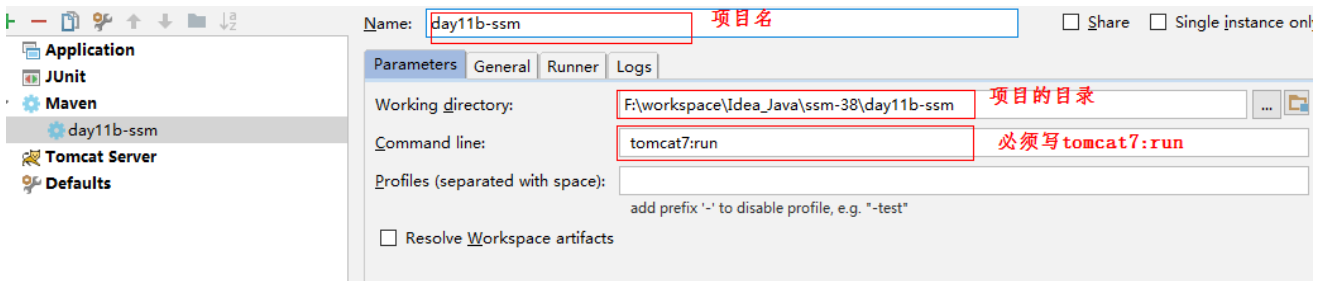 Application
JUnit
Maven
day11b-ssm
Tomcat Server
Defaults
Name: day11b-ssm 项目名 Share Single instance only
Parameters General Runner Logs
Working directory: F:\workspace\Idea_Java\ssm-38\day11b-ssm ... 项目的目录
Command line: tomcat7:run 必须写tomcat7:run
Profiles (separated with space):
add prefix '-' to disable profile, e.g. "-test"
Resolve Workspace artifacts